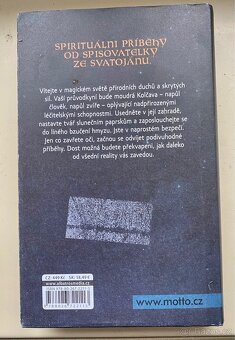 SPIRITUÁLNÍ PŘÍBĚHY
OD SPISOVATELKY
ZE SVATOJÁNU.
Vítejte v magickém světě přírodních duchů a skrytých
sil. Vaší průvodkyní bude moudrá Kolčava – napůl
člověk, napůl zvíře – oplývající nadpřirozenými
léčitelskými schopnostmi. Usedněte v její zahradě,
nastavte tvář slunečním paprskům a zaposlouchejte se
do líného bzučení hmyzu. Jste v naprostém bezpečí.
Jen co zavřete oči, začnou se odvíjet podivuhodné
příběhy. Dost možná budete překvapeni, jak daleko
od všední reality vás zavedou.
www.albatrosmedia.cz
www.motto.cz